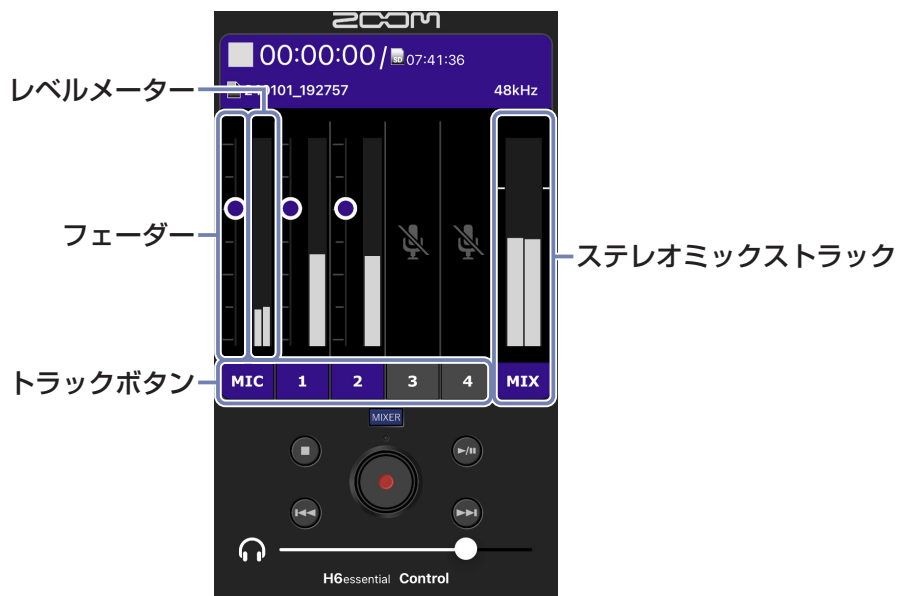 ZOOM
00:00:00/ SD 07:41:36
レベルメーター
101_192757 48kHz
フェーダー
ステレオミックストラック
トラックボタン
MIC 1 2 3 4 MIX
MIXER
H6essential Control